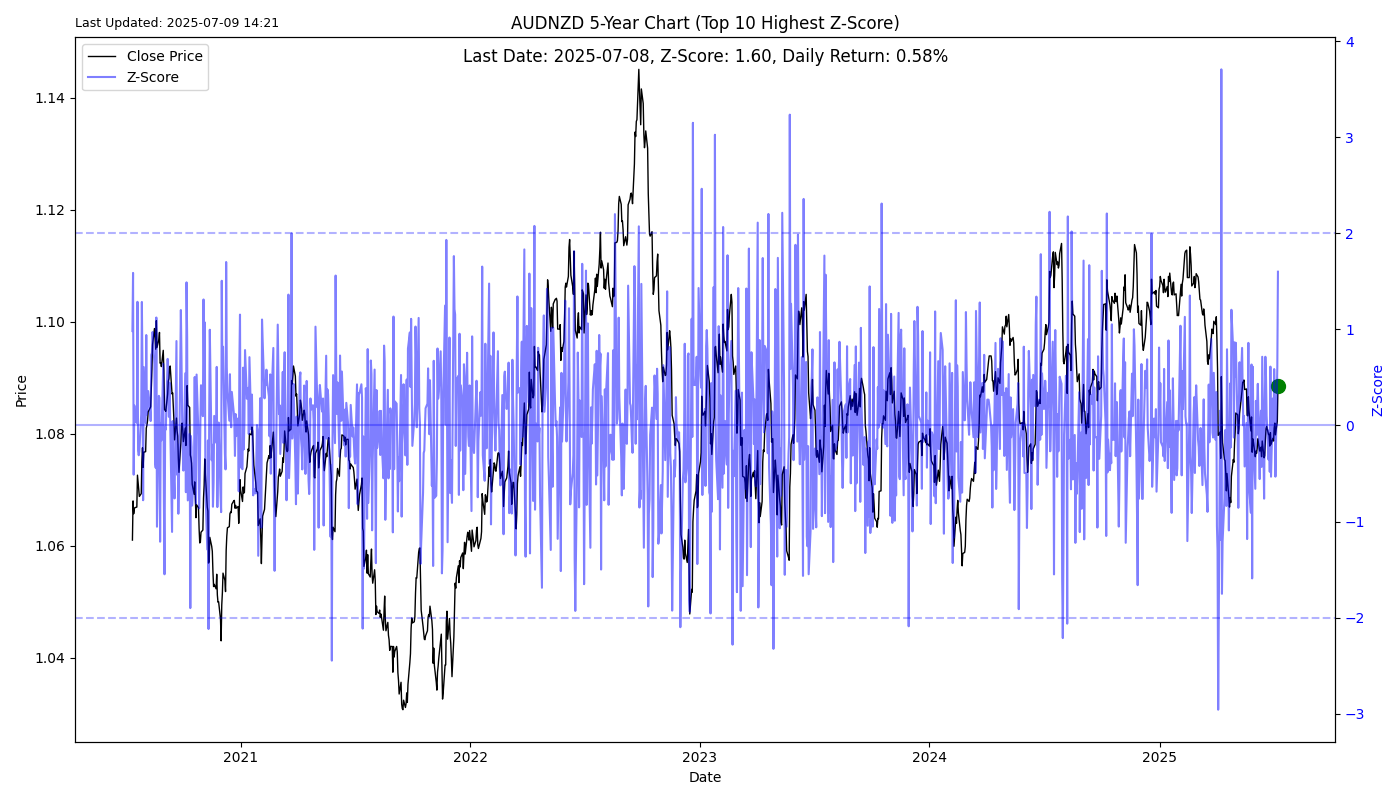 Last Updated: 2025-07-09 14:21
AUDNZD 5-Year Chart (Top 10 Highest Z-Score)
Last Date: 2025-07-08, Z-Score: 1.60, Daily Return: 0.58%
Close Price
Z-Score
1.14
1.12
1.10
1.08
1.06
1.04
Price
4
3
2
1
0
−1
−2
−3
Z-Score
2021
2022
2023
2024
2025
Date